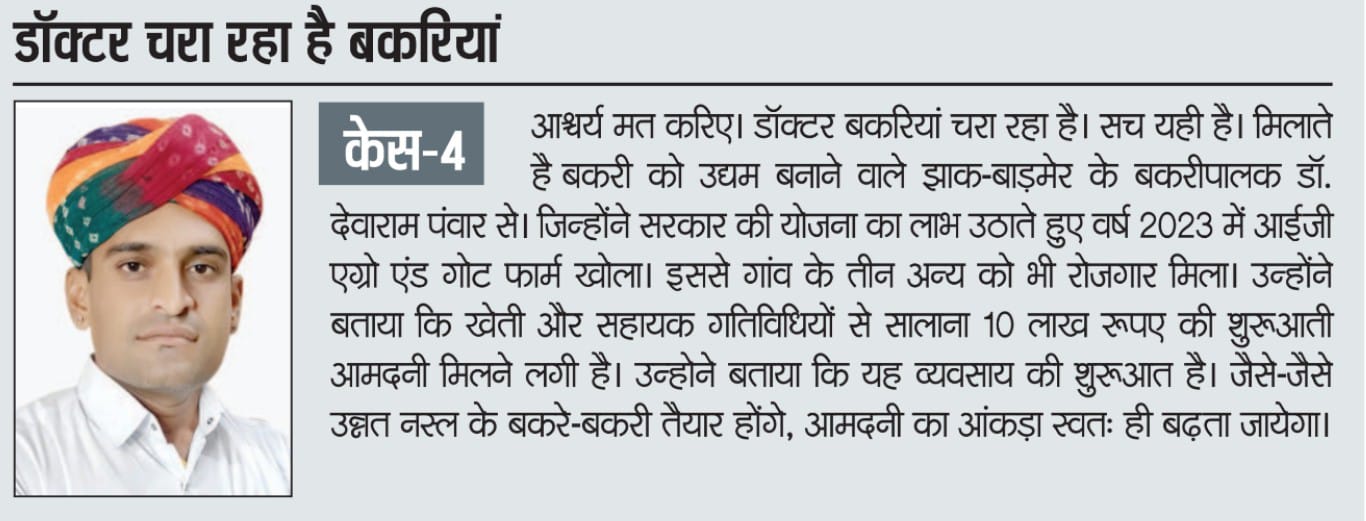 डॉक्टर चरा रहा है बकरियां
केस-4
आश्चर्य मत करिए। डॉक्टर बकरियां चरा रहा है। सच यही है। मिलाते
है बकरी को उद्यम बनाने वाले झाक-बाड़मेर के बकरीपालक डॉ.
देवाराम पंवार से। जिन्होंने सरकार की योजना का लाभ उठाते हुए वर्ष 2023 में आईजी
एग्रो एंड गोट फार्म खोला। इससे गांव के तीन अन्य को भी रोजगार मिला। उन्होंने
बताया कि खेती और सहायक गतिविधियों से सालाना 10 लाख रूपए की शुरूआती
आमदनी मिलने लगी है। उन्होने बताया कि यह व्यवसाय की शुरूआत है। जैसे-जैसे
उन्नत नस्ल के बकरे-बकरी तैयार होंगे, आमदनी का आंकड़ा स्वतः ही बढ़ता जायेगा।